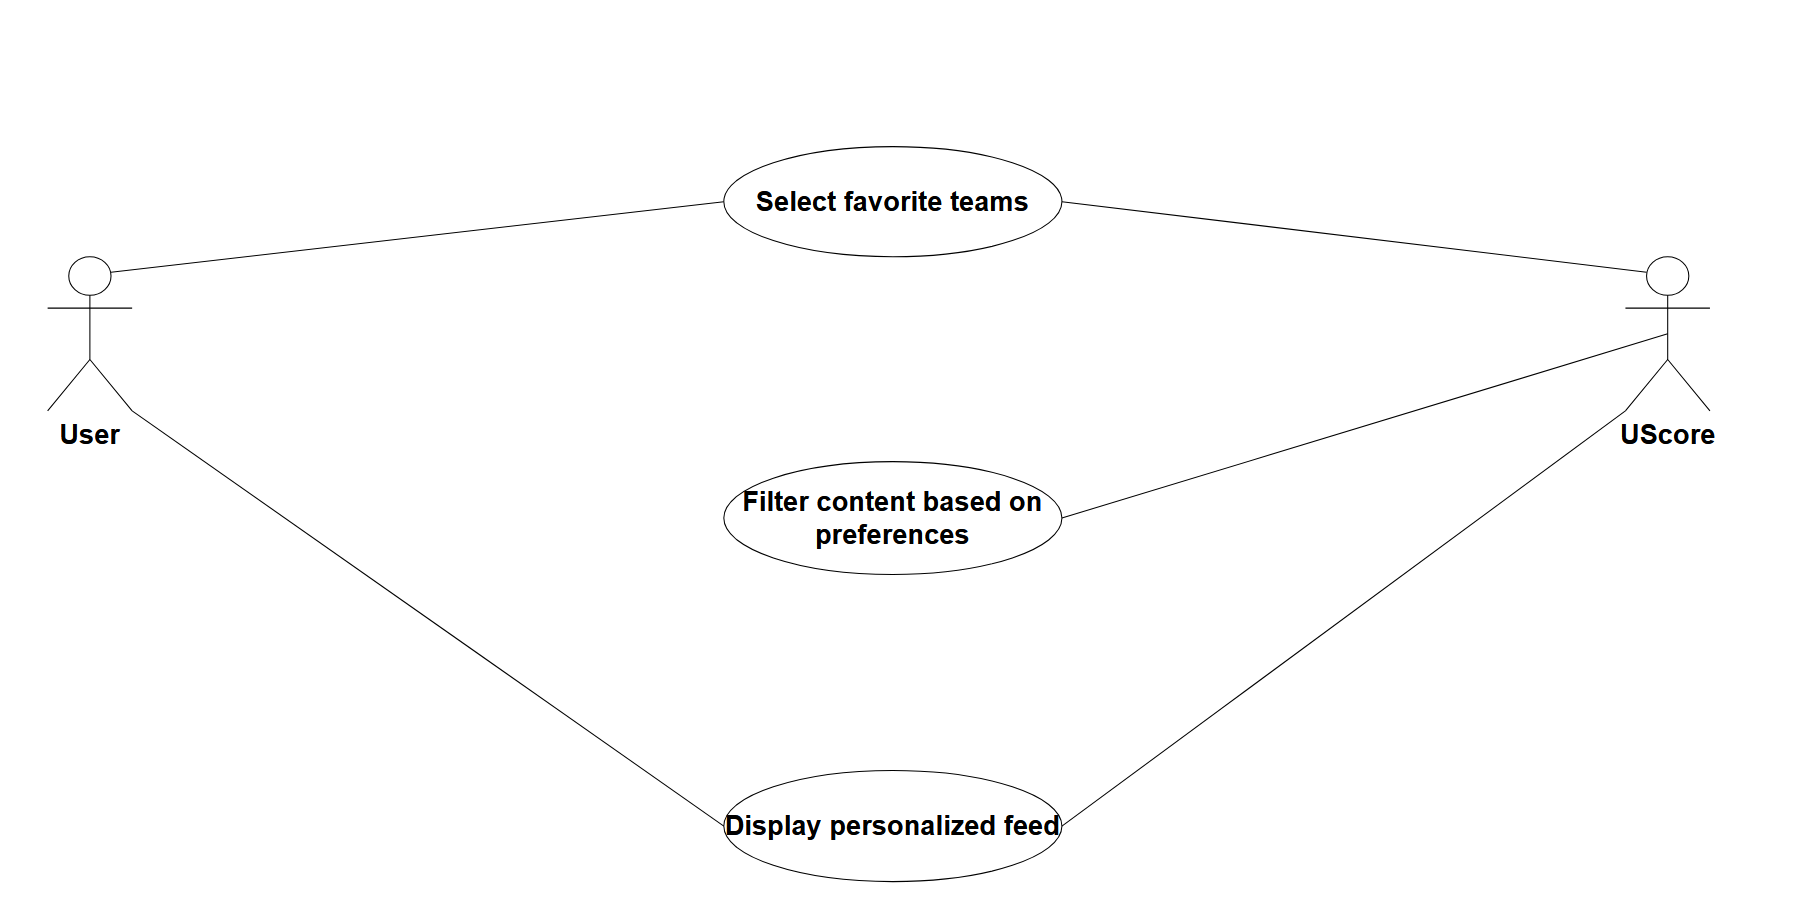 Select favorite teams
User
UScore
Filter content based on
preferences
Display personalized feed